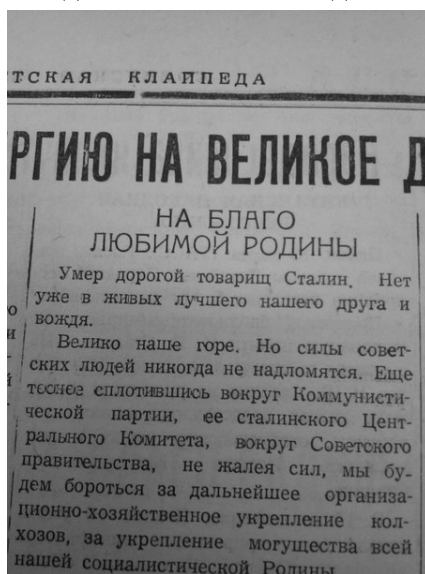 ТСКАЯ КЛАЙПЕДА
РГИЮ НА ВЕЛИКОЕ Д
НА БЛАГО
ЛЮБИМОЙ РОДИНЫ
Умер дорогой товарищ Сталин. Нет
уже в живых лучшего нашего друга и
вождя.
Велико наше горе. Но силы совет-
ских людей никогда не надломятся. Еще
теснее сплотившись вокруг Коммунисти-
ческой партии, ее сталинского Цент-
рального Комитета, вокруг Советского
правительства, не жалея сил, мы бу-
дем бороться за дальнейшее организа-
ционно-хозяйственное укрепление кол-
хозов, за укрепление могущества всей
нашей социалистической Родины